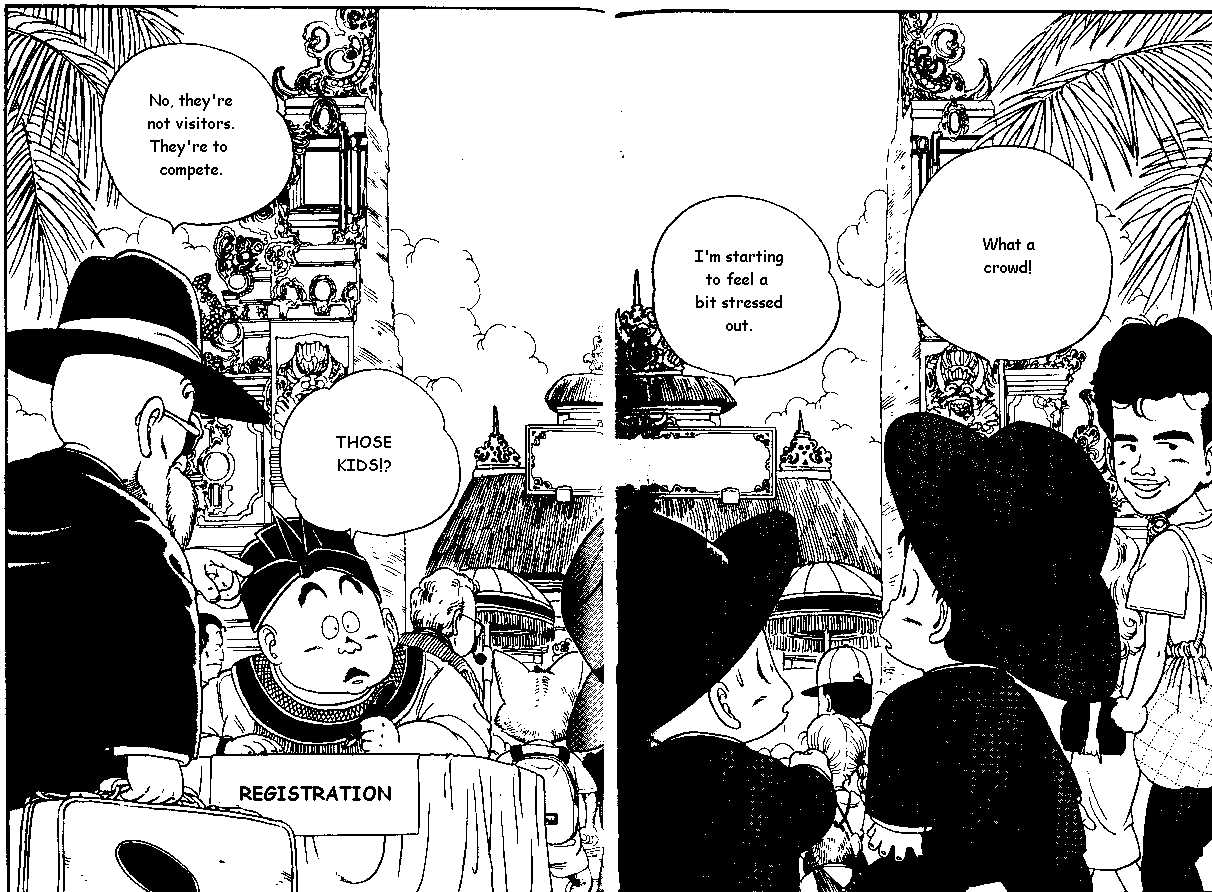 What a
crowd!
I'm starting
to feel a
bit stressed
out.
No, they're
not visitors.
They're to
compete.
THOSE
KIDS!?
REGISTRATION